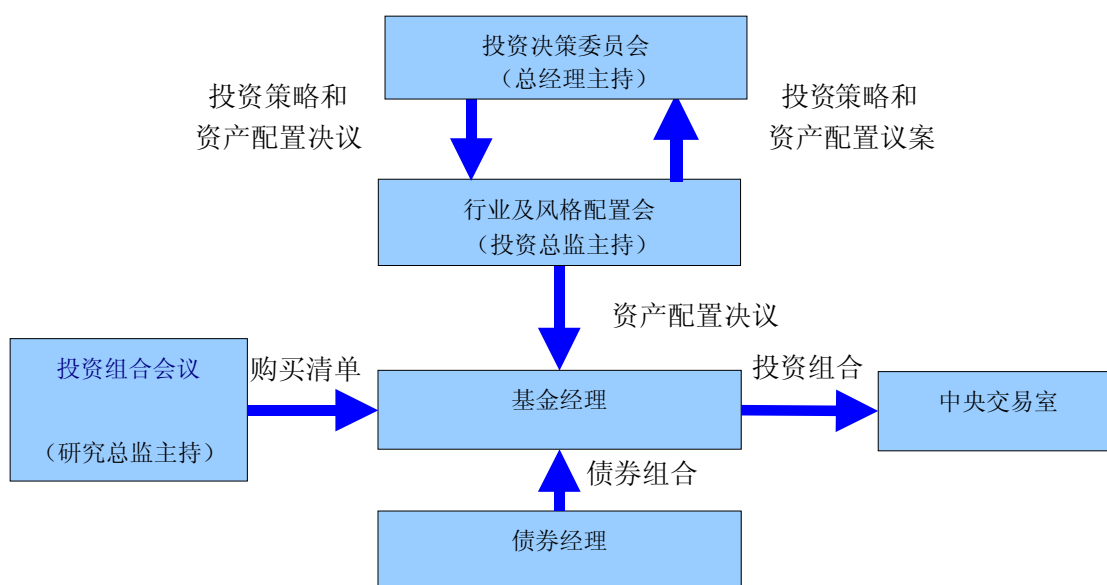 投资决策委员会
（总经理主持）
投资策略和
资产配置决议
投资策略和
资产配置议案
行业及风格配置会
（投资总监主持）
资产配置决议
投资组合会议
（研究总监主持）
购买清单
基金经理
投资组合
中央交易室
债券组合
债券经理